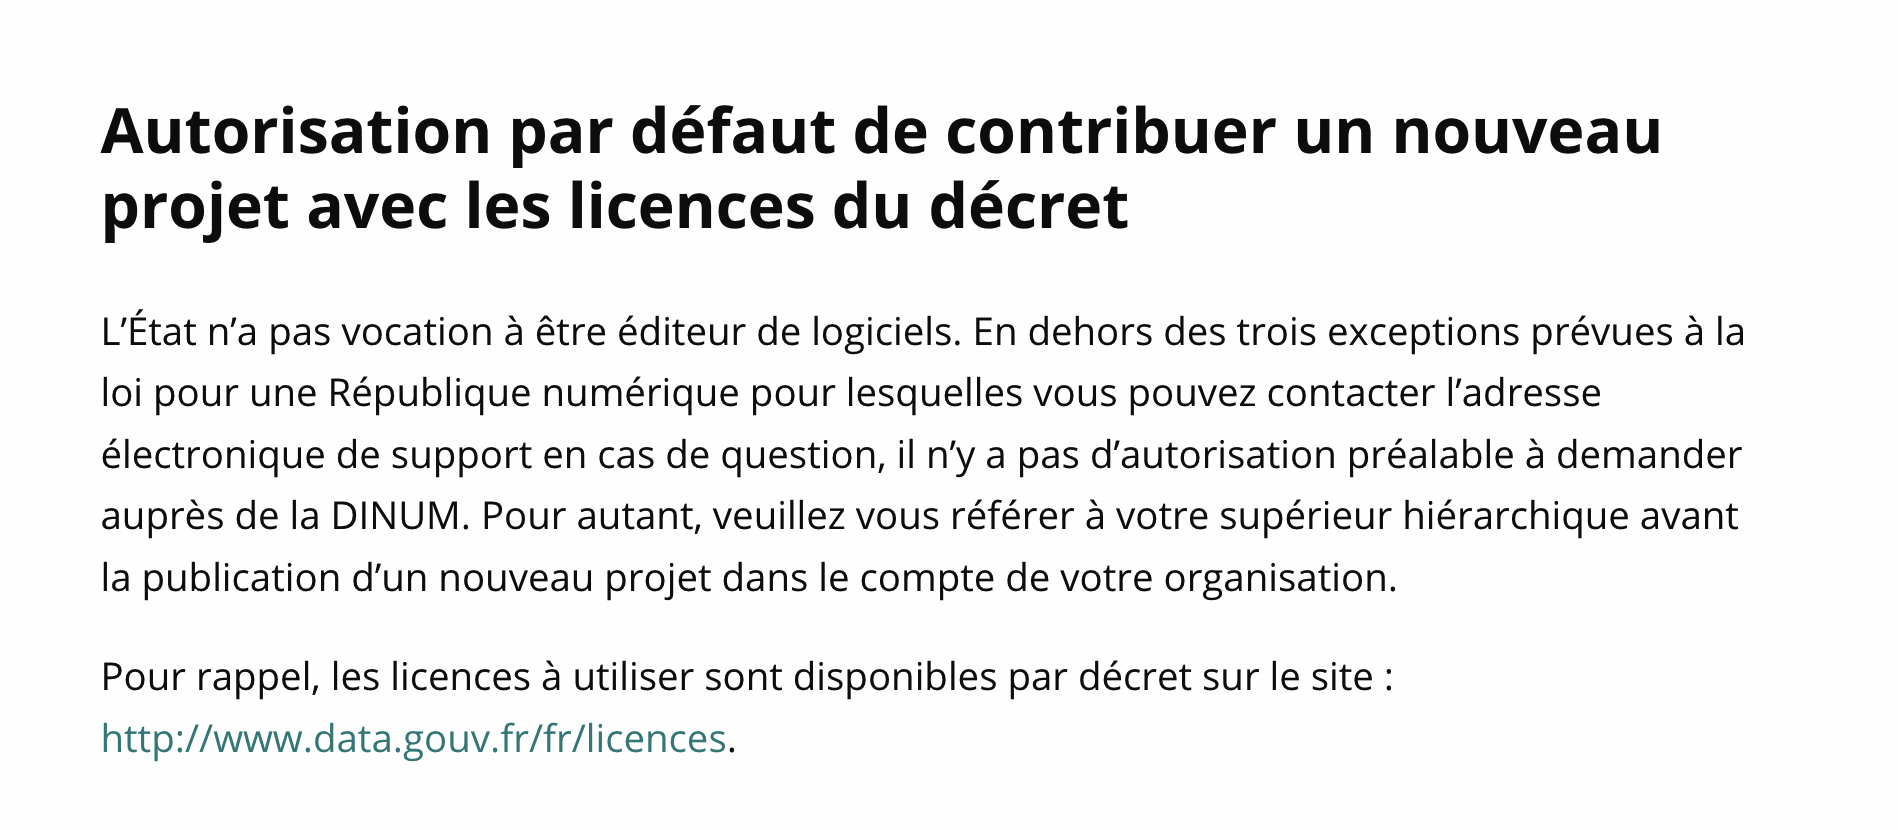 Autorisation par défaut de contribuer un nouveau
projet avec les licences du décret
L’État n’a pas vocation à être éditeur de logiciels. En dehors des trois exceptions prévues à la
loi pour une République numérique pour lesquelles vous pouvez contacter l’adresse
électronique de support en cas de question, il n’y a pas d’autorisation préalable à demander
auprès de la DINUM. Pour autant, veuillez vous référer à votre supérieur hiérarchique avant
la publication d’un nouveau projet dans le compte de votre organisation.
Pour rappel, les licences à utiliser sont disponibles par décret sur le site :
http://www.data.gouv.fr/fr/licences.